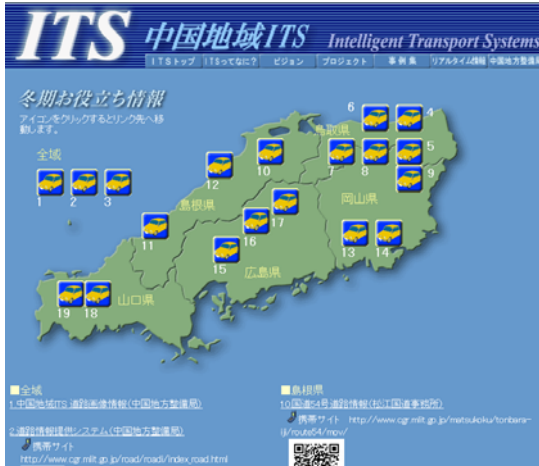 ITS 中国地域ITS Intelligent Transport Systems
ITSトップ ITSってなに? ビジョン プロジェクト 事例集 リアルタイム情報 中国地方整備局
冬期お役立ち情報
アイコンをクリックするとリンク先へ移
動します。
全域
1 2 3
6 4
鳥取県
7 8 5
9
10
12
島根県
岡山県
11
17
16
15
広島県
13 14
山口県
19 18
■全域
1.中国地域ITS 道路画像情報(中国地方整備局)
2.道路情報提供システム(中国地方整備局)
携帯サイト
http://www.cgr.mlit.go.jp/road/roadi/index_road.html
■島根県
10.国道54号道路情報(松江国道事務所)
携帯サイト http://www.cgr.mlit.go.jp/matsukoku/tonbara-
iji/route54/mov/